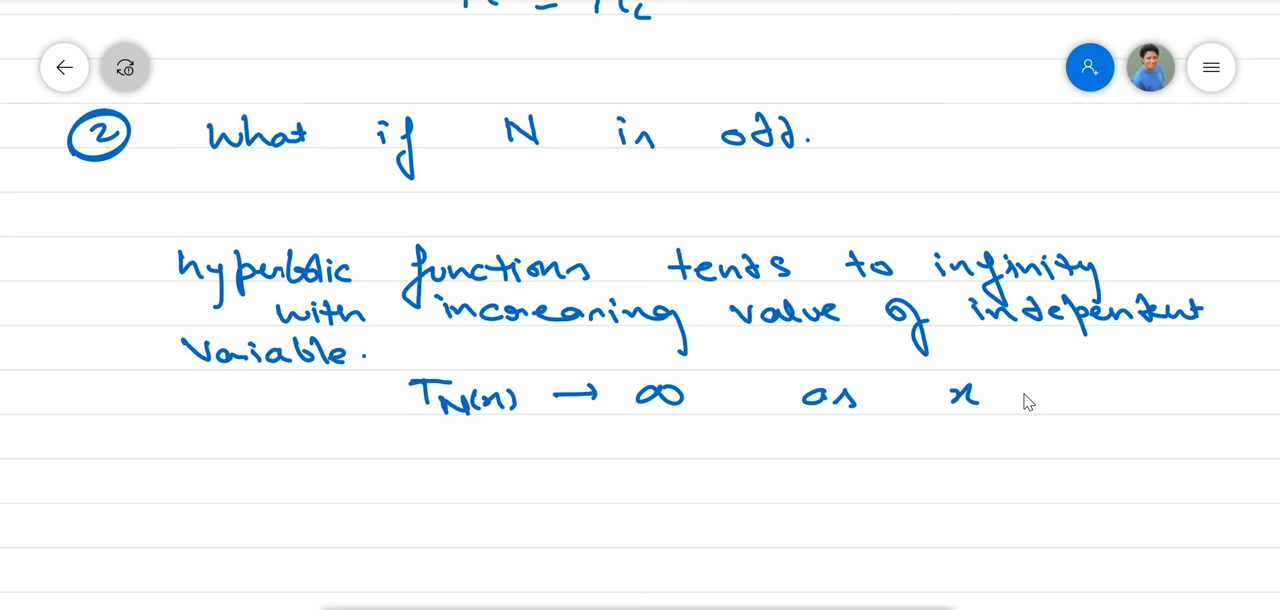 ② What if N is odd.
hyperbolic functions tends to infinity
with increasing value of independent
variable.
T_N(x) → ∞ as x